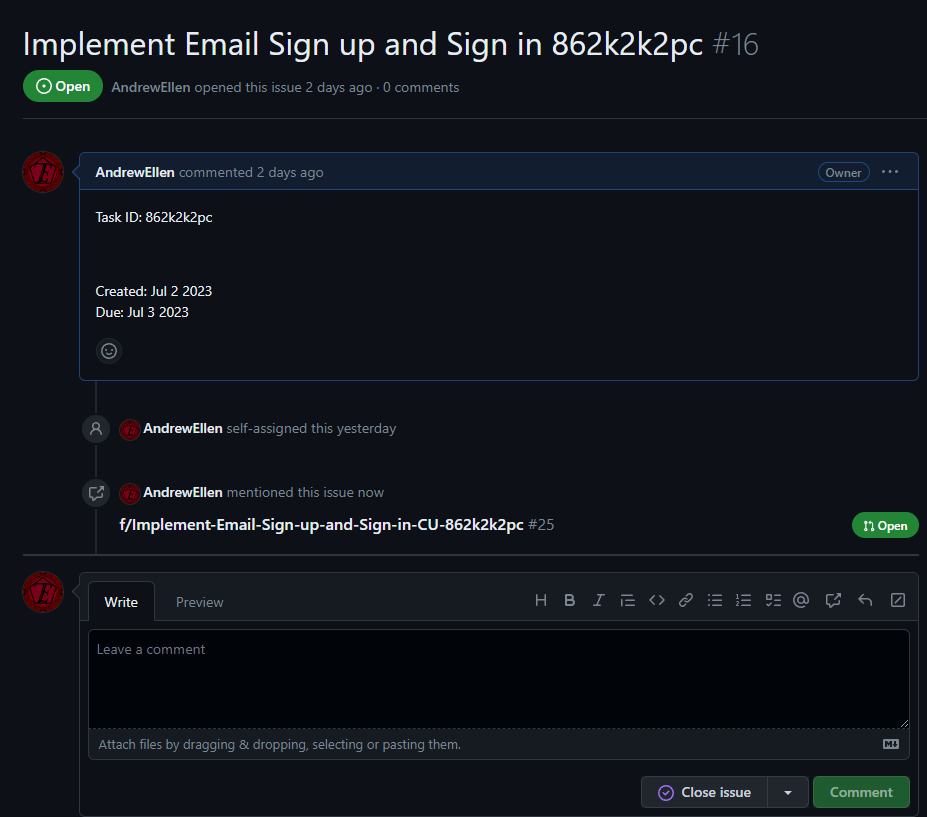 Implement Email Sign up and Sign in 862k2k2pc #16
Open AndrewEllen opened this issue 2 days ago · 0 comments
AndrewEllen commented 2 days ago Owner
Task ID: 862k2k2pc
Created: Jul 2 2023
Due: Jul 3 2023
AndrewEllen self-assigned this yesterday
AndrewEllen mentioned this issue now
f/Implement-Email-Sign-up-and-Sign-in-CU-862k2k2pc #25 Open
Write Preview
Leave a comment
Attach files by dragging & dropping, selecting or pasting them.
Close issue Comment